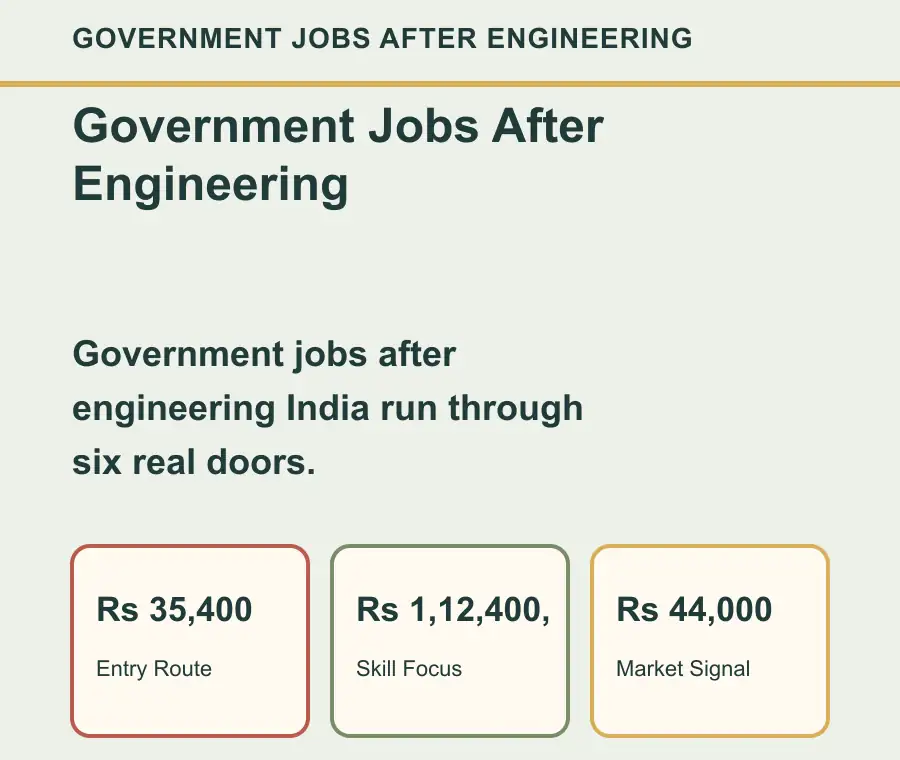 GOVERNMENT JOBS AFTER ENGINEERING
Government Jobs After
Engineering
Government jobs after
engineering India run through
six real doors.
Rs 35,400
Entry Route
Rs 1,12,400,
Skill Focus
Rs 44,000
Market Signal